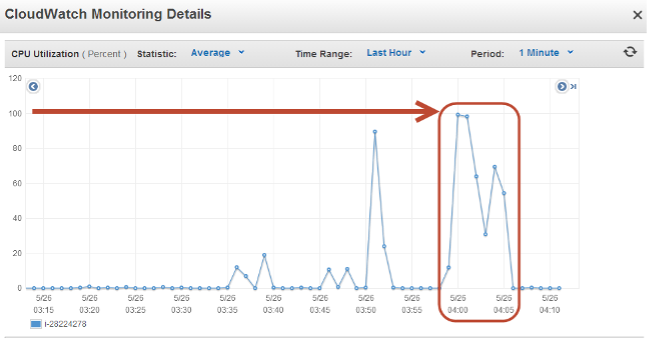 CloudWatch Monitoring Details
CPU Utilization ( Percent ) Statistic: Average Time Range: Last Hour Period: 1 Minute
120
100
80
60
40
20
0
5/26 5/26 5/26 5/26 5/26 5/26 5/26 5/26 5/26 5/26 5/26 5/26
03:15 03:20 03:25 03:30 03:35 03:40 03:45 03:50 03:55 04:00 04:05 04:10
i-28224278